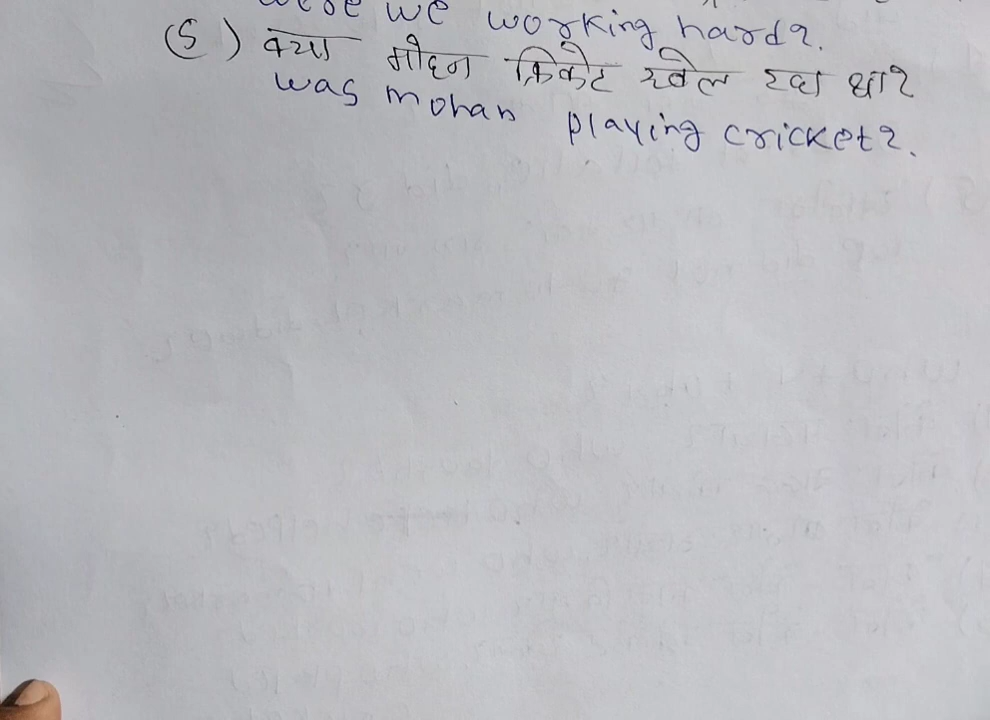 were we working hard?.
(5) क्या मोहन क्रिकेट खेल रहा था?
was mohan playing cricket?.